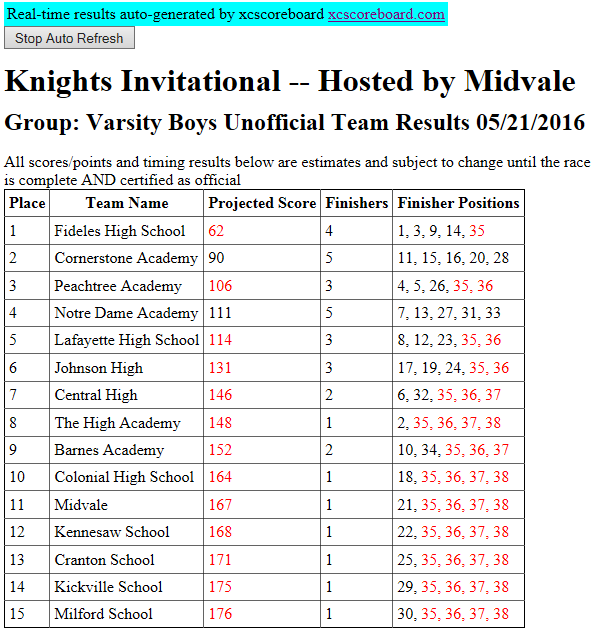 Real-time results auto-generated by xcscoreboard xcscoreboard.com
Stop Auto Refresh
Knights Invitational -- Hosted by Midvale
Group: Varsity Boys Unofficial Team Results 05/21/2016
All scores/points and timing results below are estimates and subject to change until the race
is complete AND certified as official
Place Team Name Projected Score Finishers Finisher Positions
1 Fideles High School 62 4 1, 3, 9, 14, 35
2 Cornerstone Academy 90 5 11, 15, 16, 20, 28
3 Peachtree Academy 106 3 4, 5, 26, 35, 36
4 Notre Dame Academy 111 5 7, 13, 27, 31, 33
5 Lafayette High School 114 3 8, 12, 23, 35, 36
6 Johnson High 131 3 17, 19, 24, 35, 36
7 Central High 146 2 6, 32, 35, 36, 37
8 The High Academy 148 1 2, 35, 36, 37, 38
9 Barnes Academy 152 2 10, 34, 35, 36, 37
10 Colonial High School 164 1 18, 35, 36, 37, 38
11 Midvale 167 1 21, 35, 36, 37, 38
12 Kennesaw School 168 1 22, 35, 36, 37, 38
13 Cranton School 171 1 25, 35, 36, 37, 38
14 Kickville School 175 1 29, 35, 36, 37, 38
15 Milford School 176 1 30, 35, 36, 37, 38